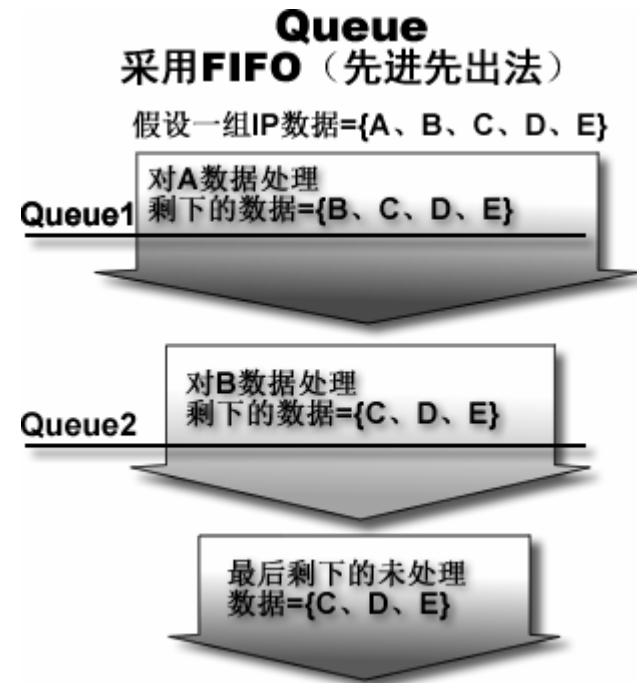 Queue
采用FIFO（先进先出法）
假设一组IP数据={A、B、C、D、E}
对A数据处理
Queue1 剩下的数据={B、C、D、E}
对B数据处理
剩下的数据={C、D、E}
Queue2
最后剩下的未处理
数据={C、D、E}